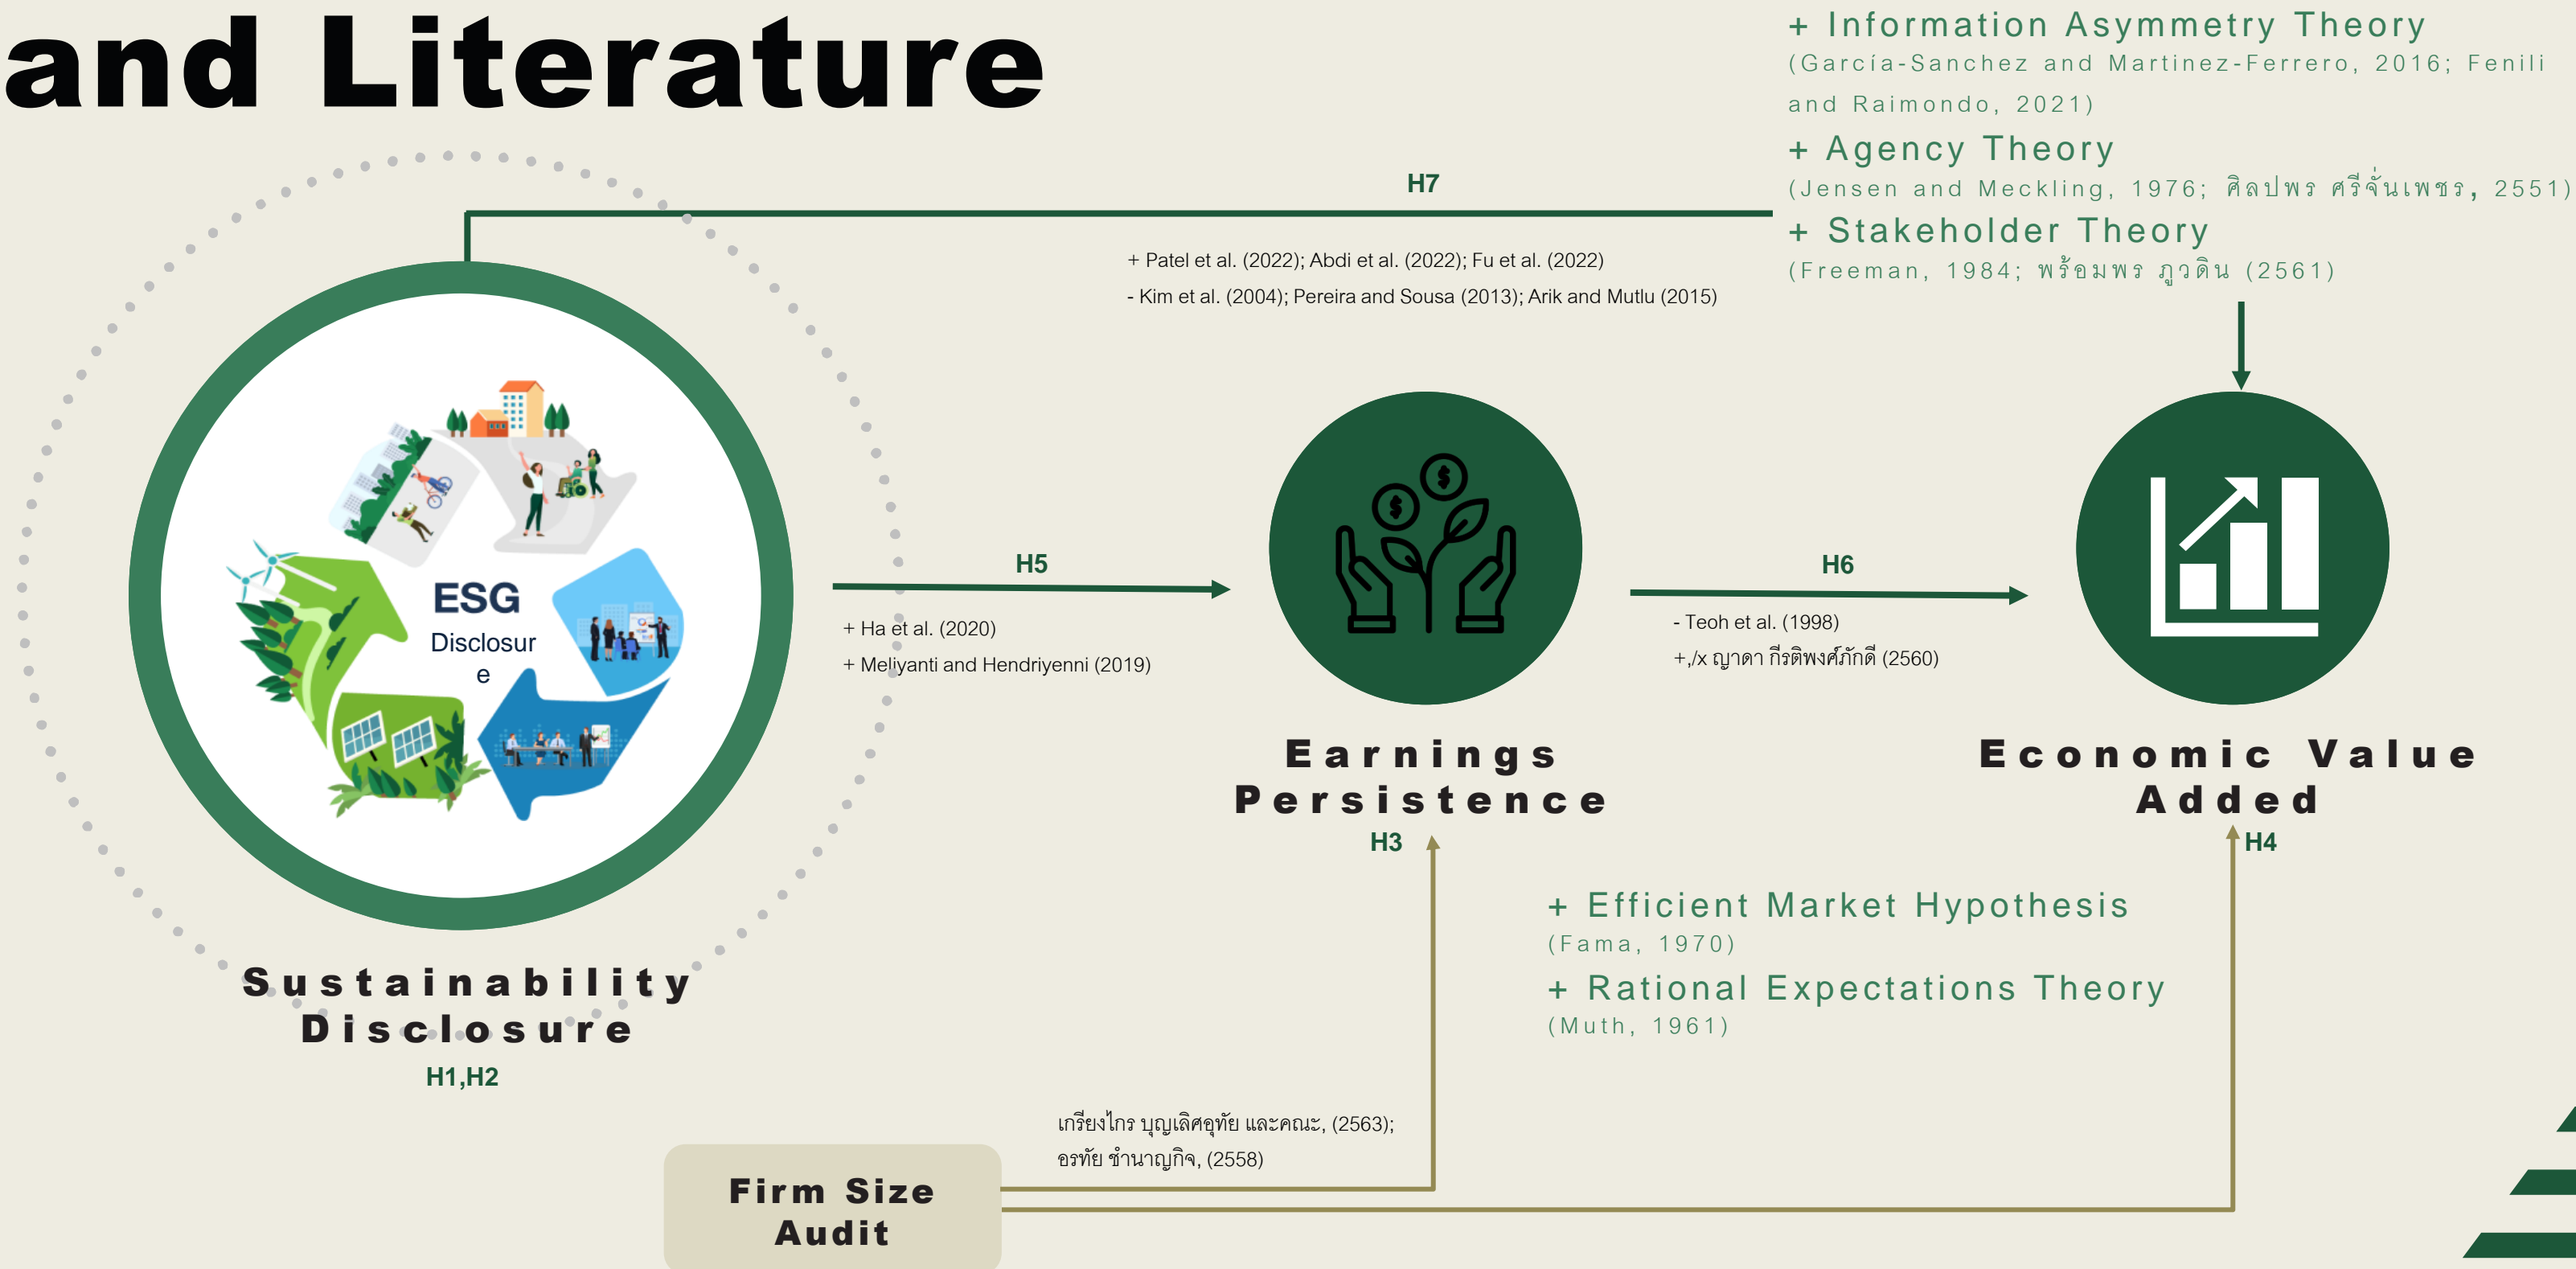 and Literature
+ Information Asymmetry Theory
(García-Sanchez and Martinez-Ferrero, 2016; Fenili
and Raimondo, 2021)
+ Agency Theory
(Jensen and Meckling, 1976; ศิลปพร ศรีจั่นเพชร, 2551)
+ Stakeholder Theory
(Freeman, 1984; พร้อมพร ภูวดิน (2561)
H7
+ Patel et al. (2022); Abdi et al. (2022); Fu et al. (2022)
- Kim et al. (2004); Pereira and Sousa (2013); Arik and Mutlu (2015)
ESG
Disclosur
e
H5
+ Ha et al. (2020)
+ Meliyanti and Hendriyenni (2019)
H6
- Teoh et al. (1998)
+,/x ญาดา กีรติพงศ์ภักดี (2560)
Earnings
Persistence
H3
Economic Value
Added
H4
+ Efficient Market Hypothesis
(Fama, 1970)
+ Rational Expectations Theory
(Muth, 1961)
Sustainability
Disclosure
H1,H2
เกรียงไกร บุญเลิศอุทัย และคณะ, (2563);
อรทัย ชำนาญกิจ, (2558)
Firm Size
Audit